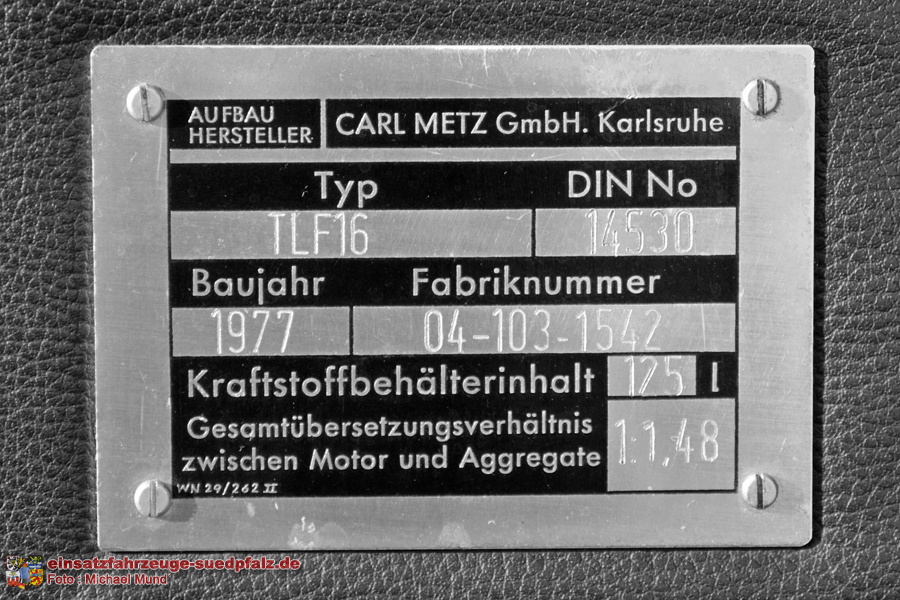 AUFBAU
HERSTELLER
CARL METZ GmbH. Karlsruhe
Typ DIN No
TLF16 14530
Baujahr Fabriknummer
1977 04-103-1542
Kraftstoffbehälterinhalt 125 l
Gesamtübersetzungsverhältnis
zwischen Motor und Aggregate 1:1,48
WN 29/262 II
einsatzfahrzeuge-suedpfalz.de
Foto : Michael Mund